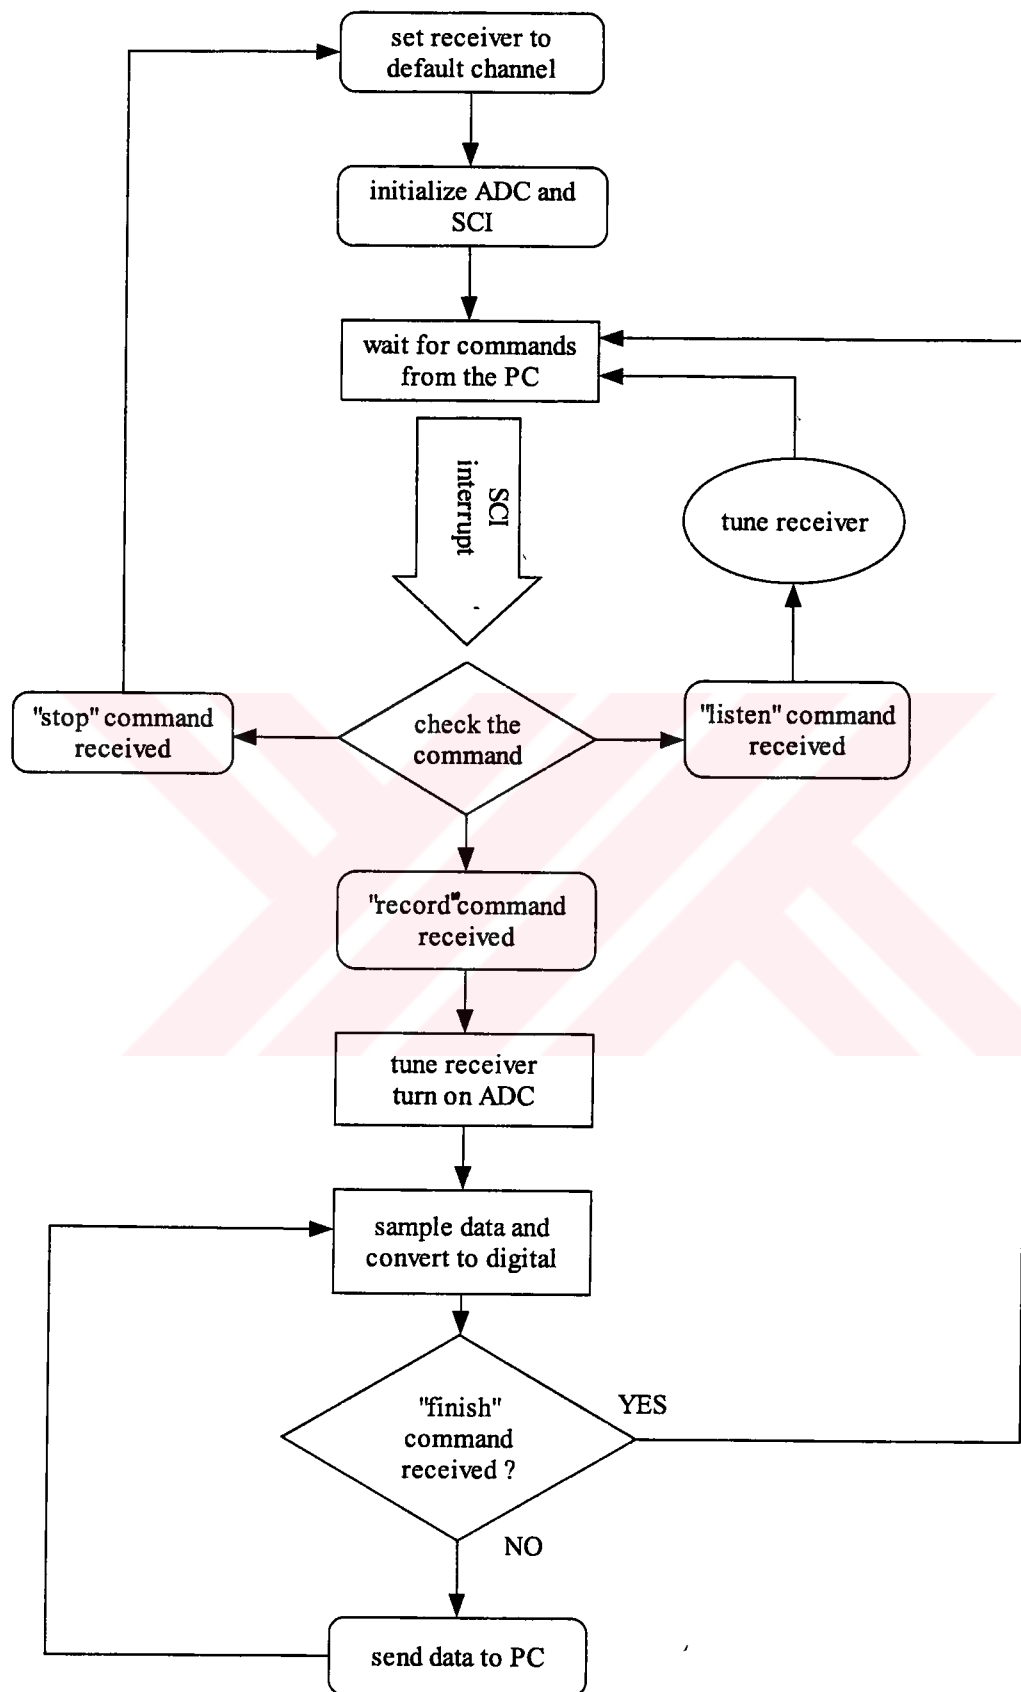 set receiver to
default channel
initialize ADC and
SCI
wait for commands
from the PC
SCI
interrupt
tune receiver
"stop" command
received
check the
command
"listen" command
received
"record" command
received
tune receiver
turn on ADC
sample data and
convert to digital
"finish"
command
received ?
YES
NO
send data to PC